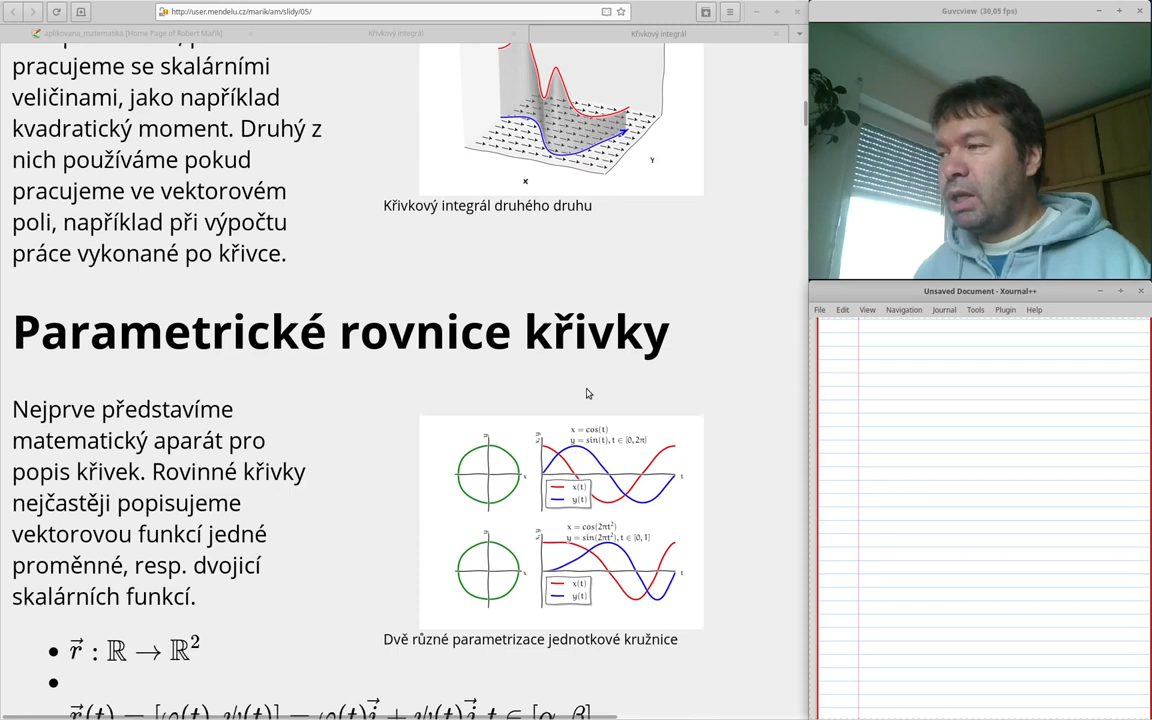 http://user.mendelu.cz/marik/am/slidy/05/
Guvcview (30,05 fps)
aplikovana_matematika [Home Page of Robert Mařík]
Křivkový integrál
Křivkový integrál
pracujeme se skalárními
veličinami, jako například
kvadratický moment. Druhý z
nich používáme pokud
pracujeme ve vektorovém
poli, například při výpočtu
práce vykonané po křivce.
x
Y
Křivkový integrál druhého druhu
Unsaved Document - Xournal++
File Edit View Navigation Journal Tools Plugin Help
Parametrické rovnice křivky
Nejprve představíme
matematický aparát pro
popis křivek. Rovinné křivky
nejčastěji popisujeme
vektorovou funkcí jedné
proměnné, resp. dvojicí
skalárních funkcí.
x = cos(t)
y = sin(t), t ∈ [0, 2π]
x
t
x(t)
y(t)
x = cos(2πt²)
y = sin(2πt²), t ∈ [0, 1]
x
t
x(t)
y(t)
Dvě různé parametrizace jednotkové kružnice
• r⃗ : ℝ → ℝ²
•
r⃗(t) = [φ(t), ψ(t)] = φ(t)i⃗ + ψ(t)j⃗, t ∈ [α, β]